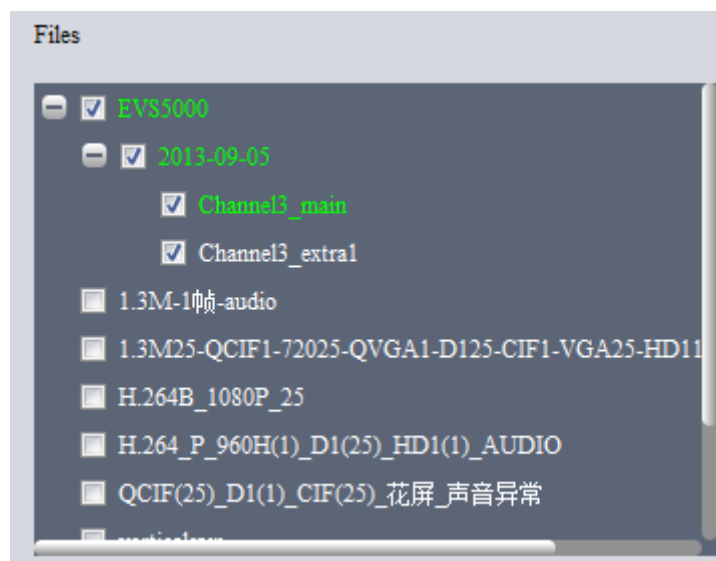 Files
EVS5000
2013-09-05
Channel3_main
Channel3_extra1
1.3M-1帧-audio
1.3M25-QCIF1-72025-QVGA1-D125-CIF1-VGA25-HD11
H.264B_1080P_25
H.264_P_960H(1)_D1(25)_HD1(1)_AUDIO
QCIF(25)_D1(1)_CIF(25)_花屏_声音异常